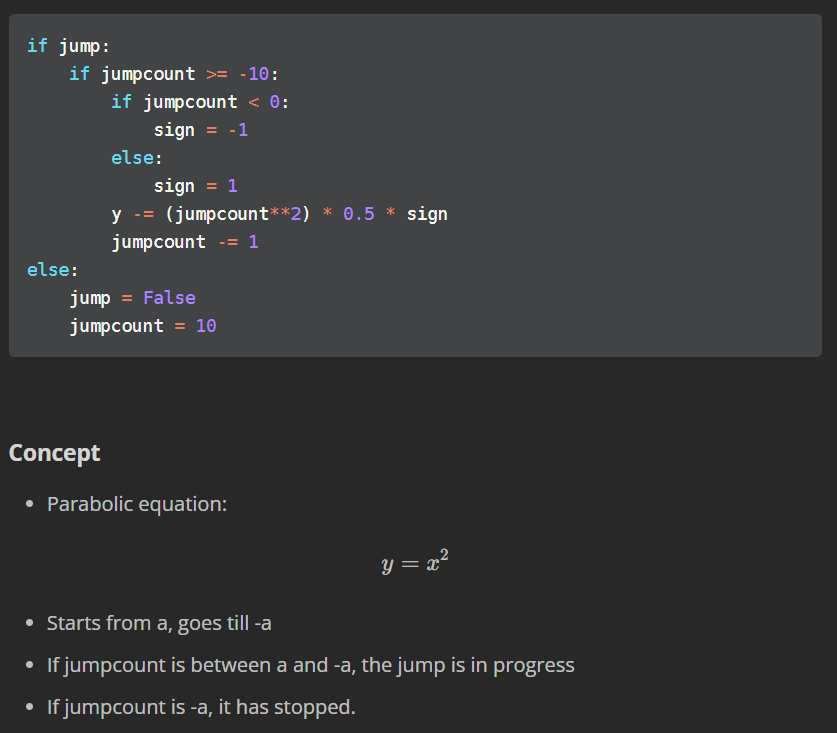 if jump:
    if jumpcount >= -10:
        if jumpcount < 0:
            sign = -1
        else:
            sign = 1
        y -= (jumpcount**2) * 0.5 * sign
        jumpcount -= 1
else:
    jump = False
    jumpcount = 10
Concept
• Parabolic equation:
y = x²
• Starts from a, goes till -a
• If jumpcount is between a and -a, the jump is in progress
• If jumpcount is -a, it has stopped.